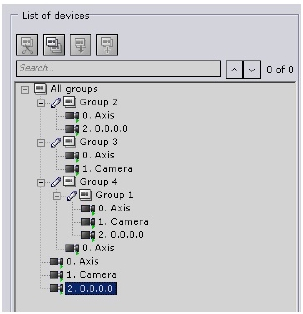 List of devices
Search...
0 of 0
All groups
Group 2
0. Axis
2. 0.0.0.0
Group 3
0. Axis
1. Camera
Group 4
Group 1
0. Axis
1. Camera
2. 0.0.0.0
0. Axis
0. Axis
1. Camera
2. 0.0.0.0